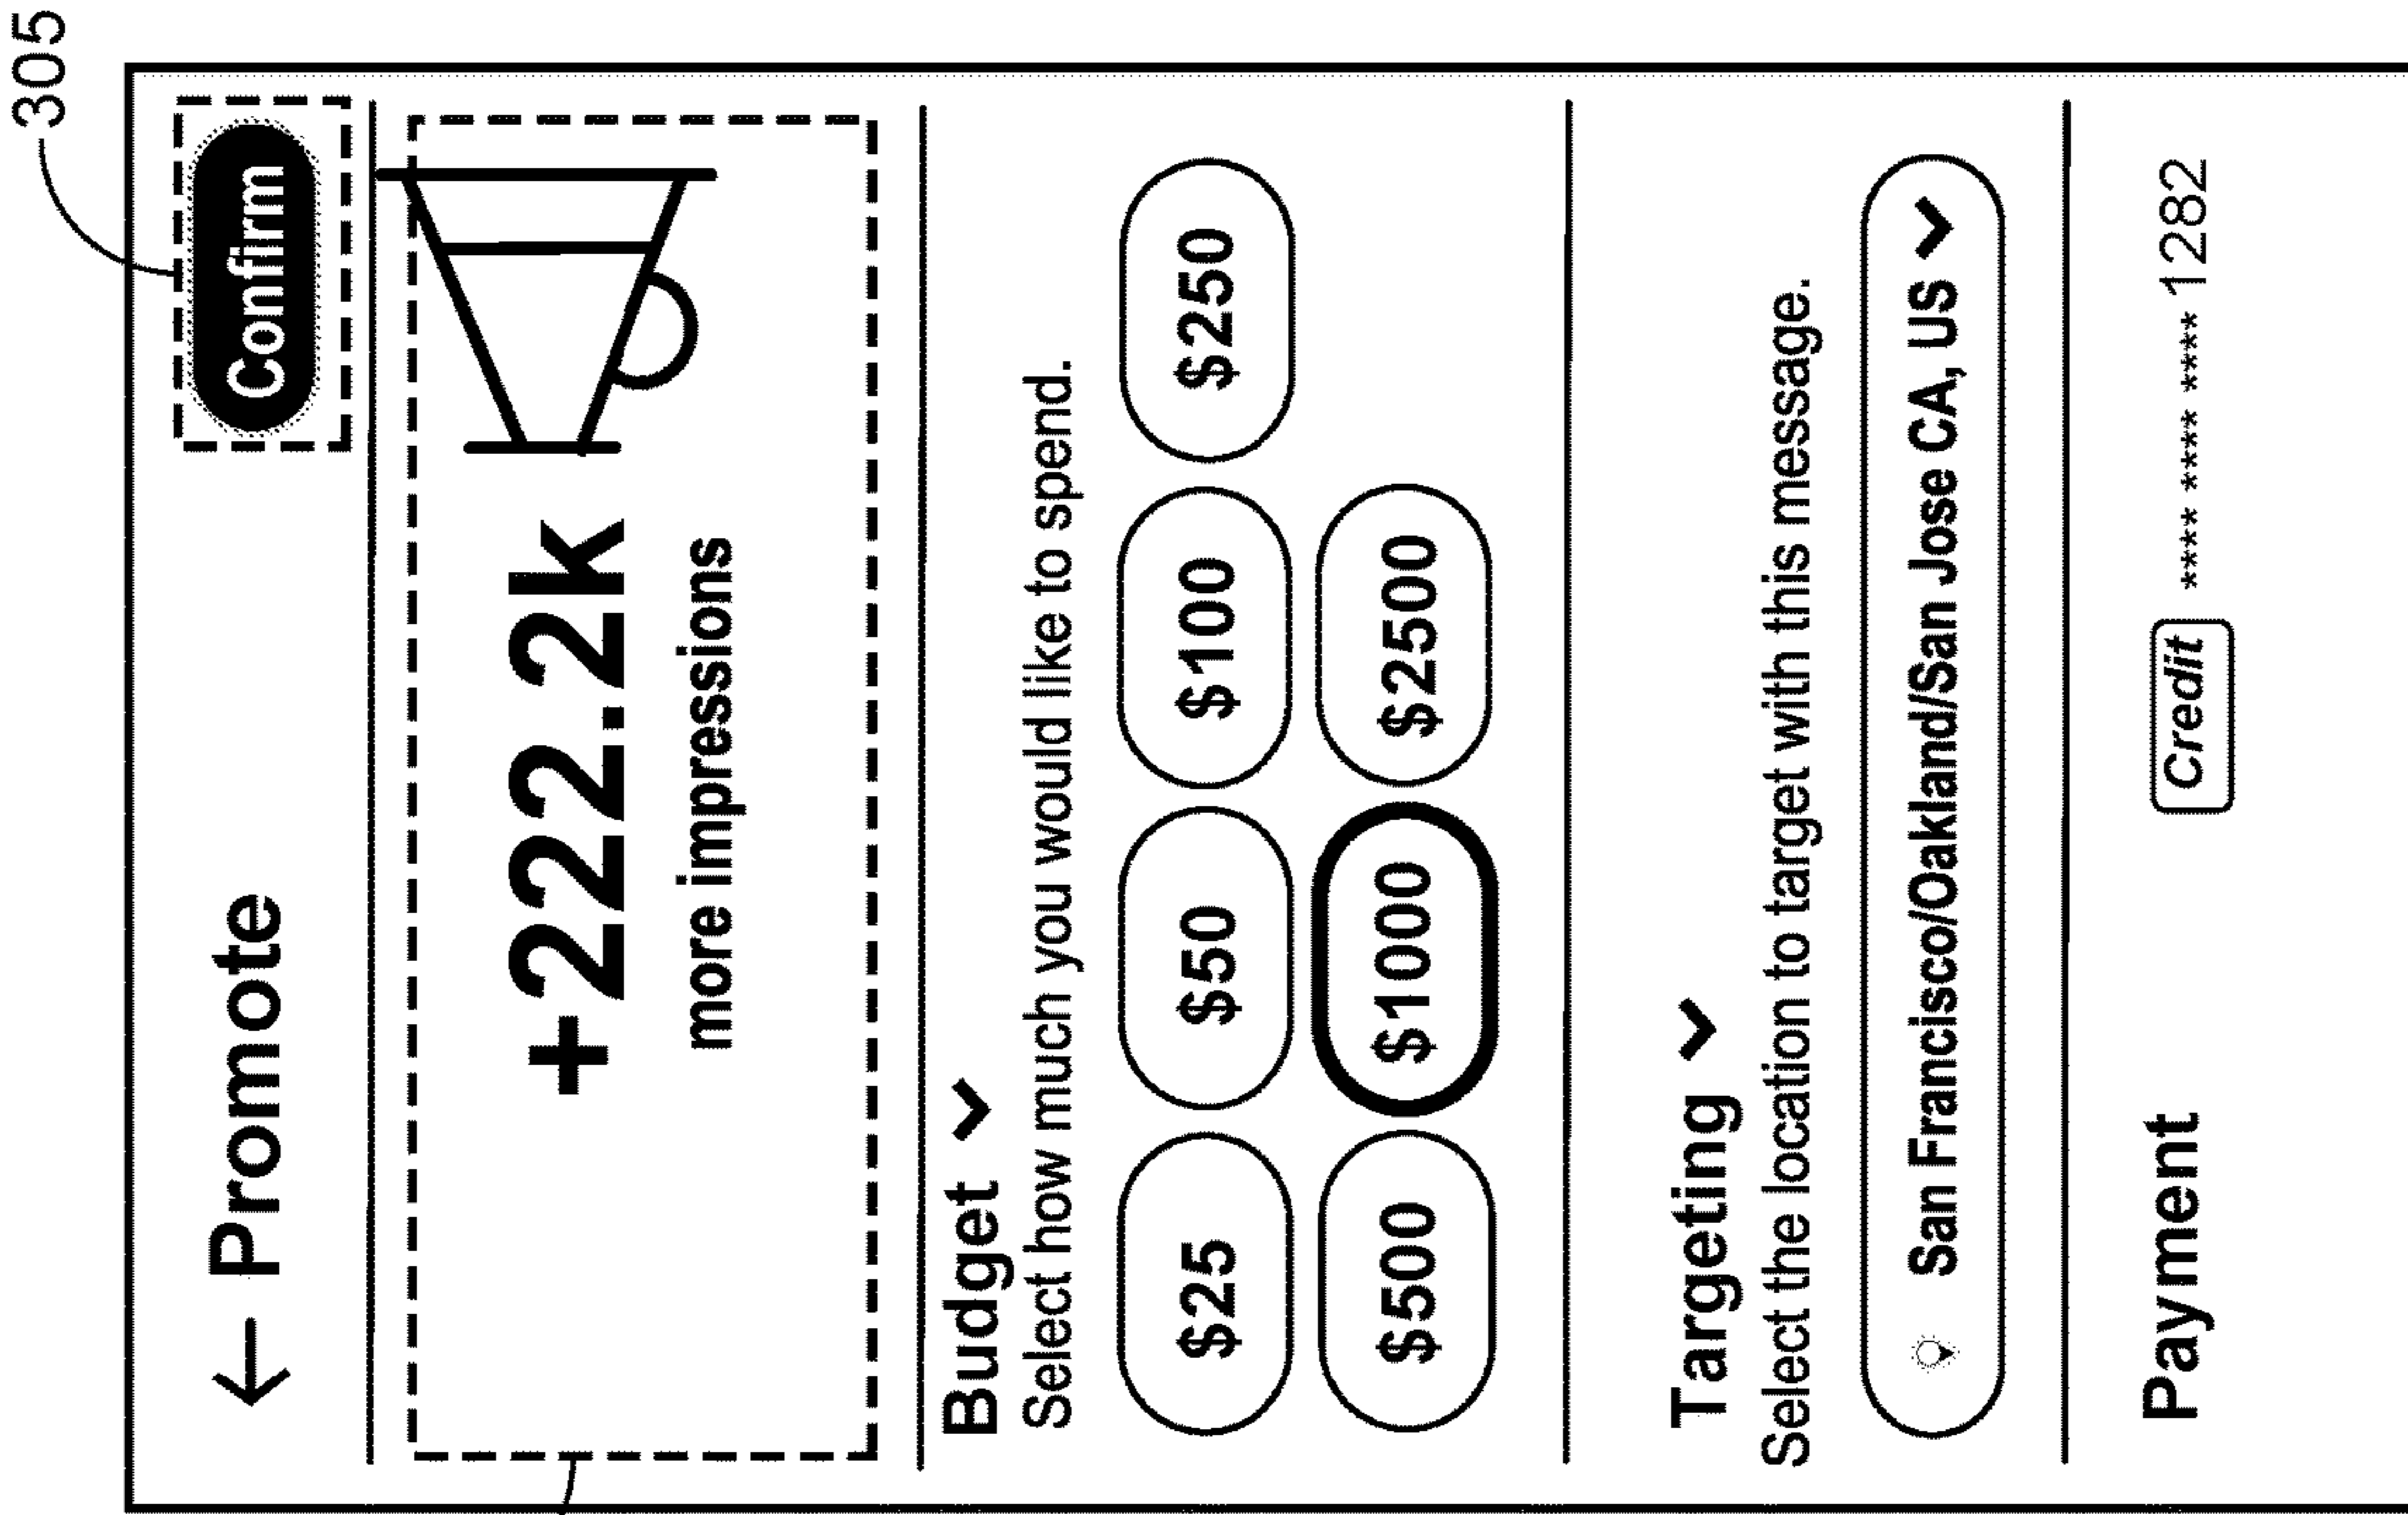 305
← Promote Confirm
+222.2k
more impressions
Budget
Select how much you would like to spend.
$25 $50 $100 $250
$500 $1000 $2500
Targeting
Select the location to target with this message.
San Francisco/Oakland/San Jose CA, US
Payment Credit **** **** **** 1282